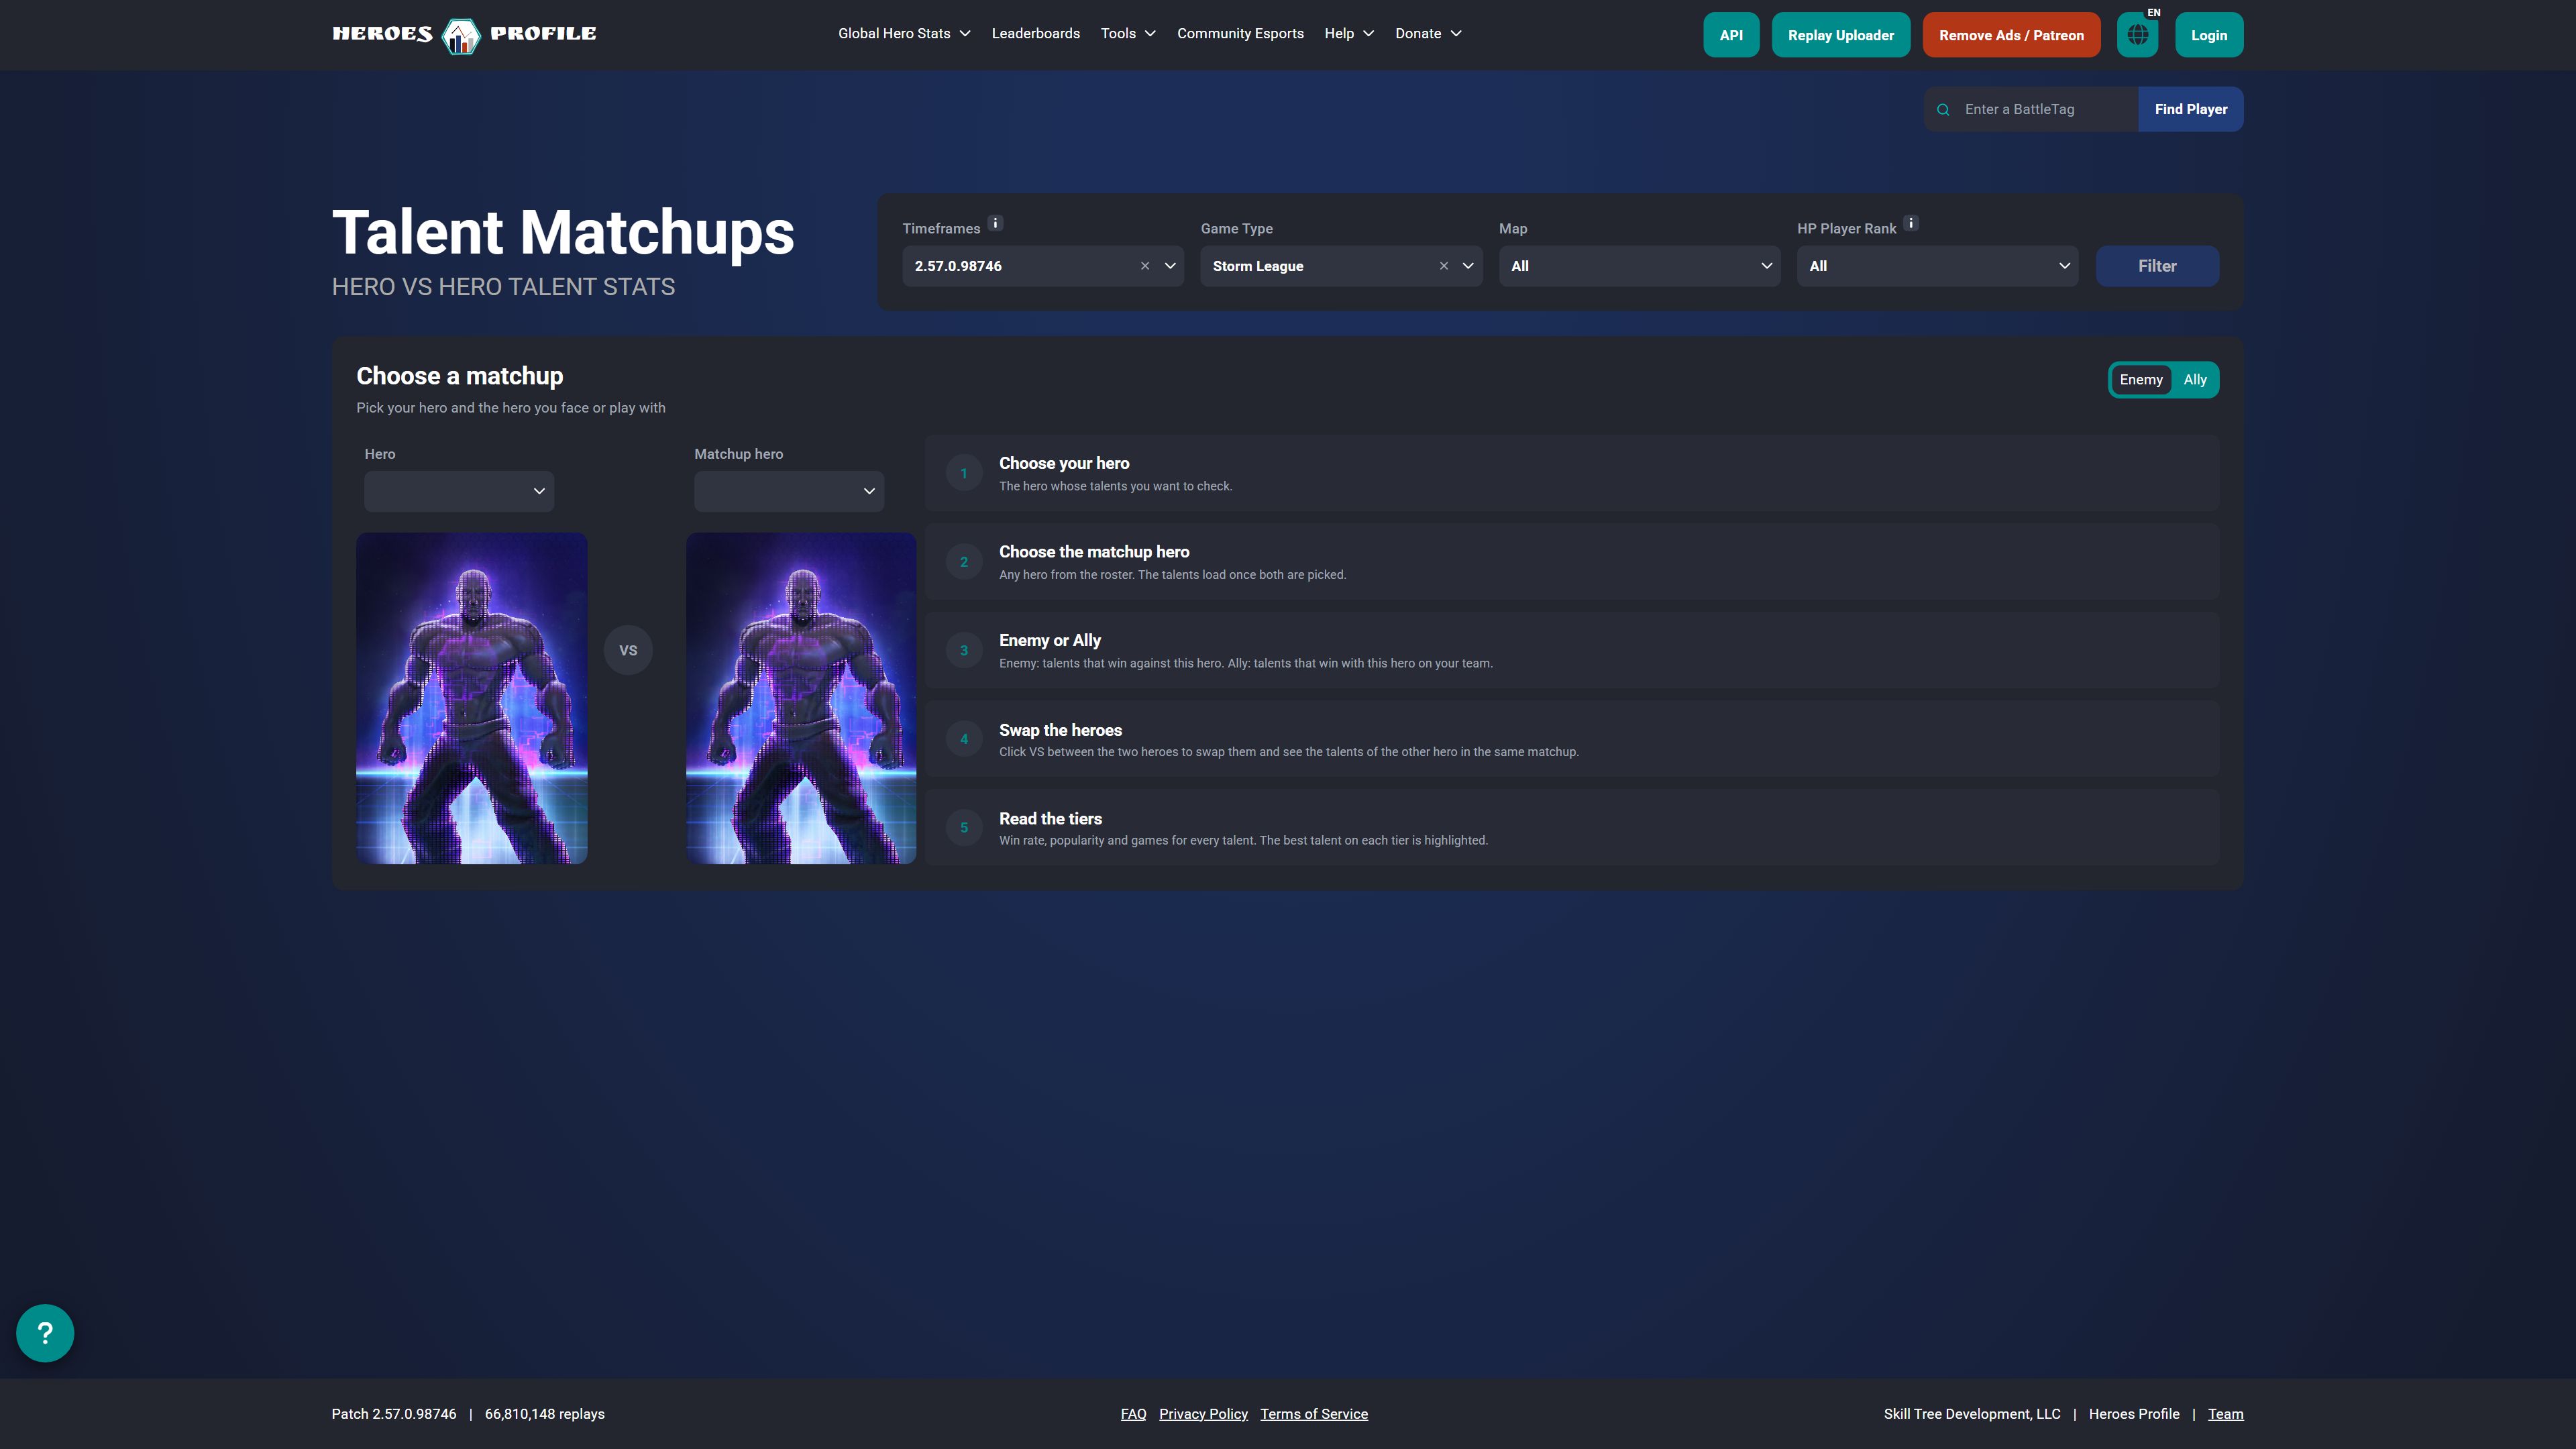 HEROES PROFILE
Global Hero Stats
Leaderboards
Tools
Community Esports
Help
Donate
API
Replay Uploader
Remove Ads / Patreon
EN
Login
Enter a BattleTag
Find Player
Talent Matchups
HERO VS HERO TALENT STATS
Timeframes i
2.57.0.98746
Game Type
Storm League
Map
All
HP Player Rank i
All
Filter
Choose a matchup
Pick your hero and the hero you face or play with
Enemy Ally
Hero
Matchup hero
VS
1
Choose your hero
The hero whose talents you want to check.
2
Choose the matchup hero
Any hero from the roster. The talents load once both are picked.
3
Enemy or Ally
Enemy: talents that win against this hero. Ally: talents that win with this hero on your team.
4
Swap the heroes
Click VS between the two heroes to swap them and see the talents of the other hero in the same matchup.
5
Read the tiers
Win rate, popularity and games for every talent. The best talent on each tier is highlighted.
?
Patch 2.57.0.98746 | 66,810,148 replays
FAQ Privacy Policy Terms of Service
Skill Tree Development, LLC | Heroes Profile | Team